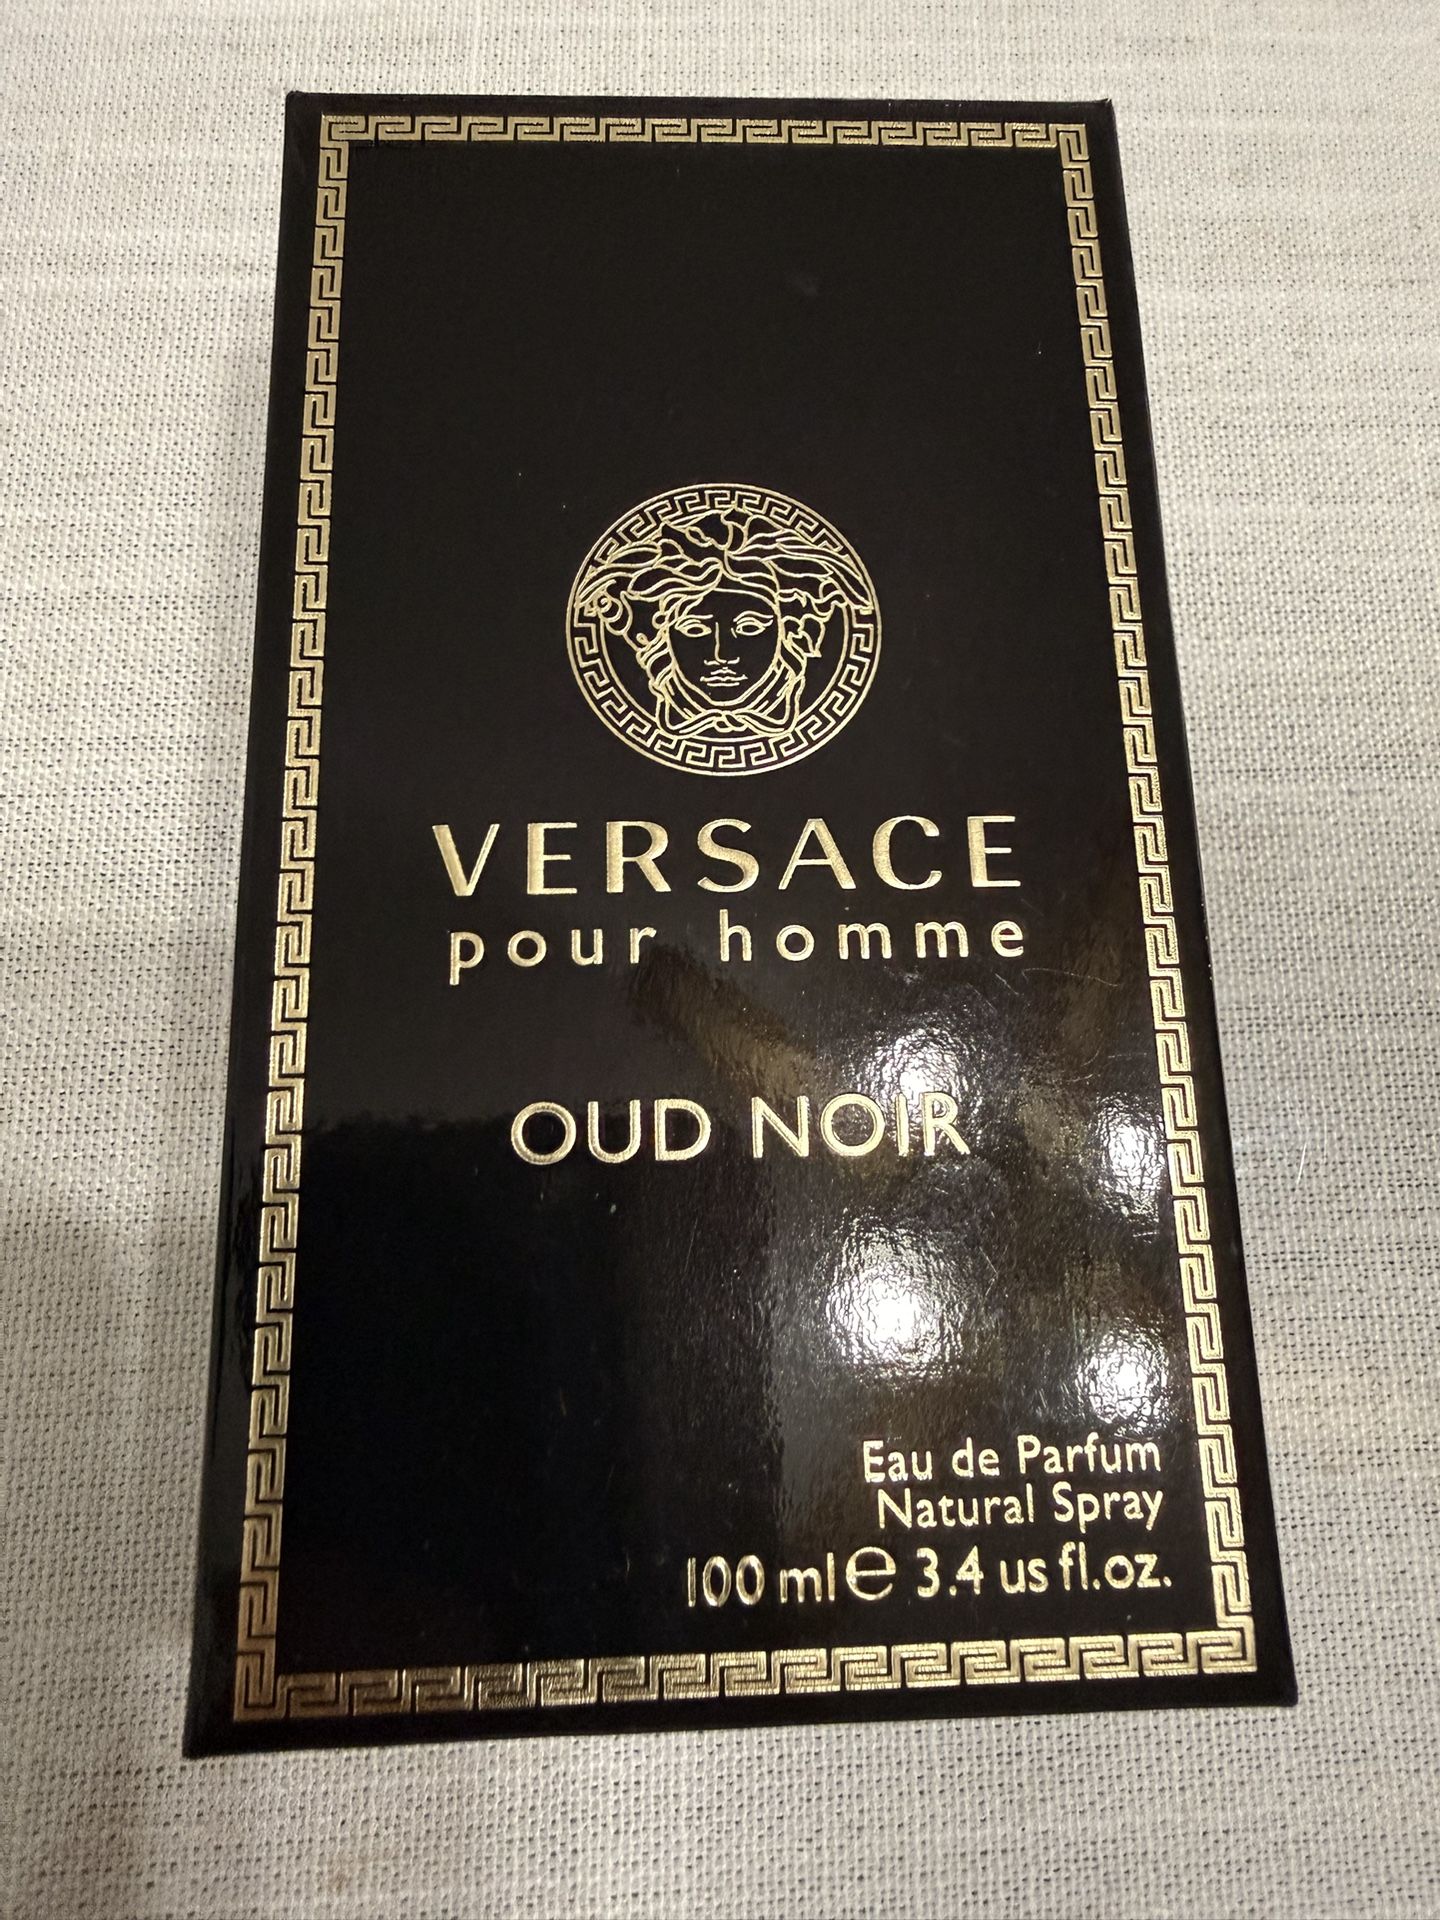 VERSACE
pour homme
OUD NOIR
Eau de Parfum
Natural Spray
100 ml ℮ 3.4 us fl.oz.